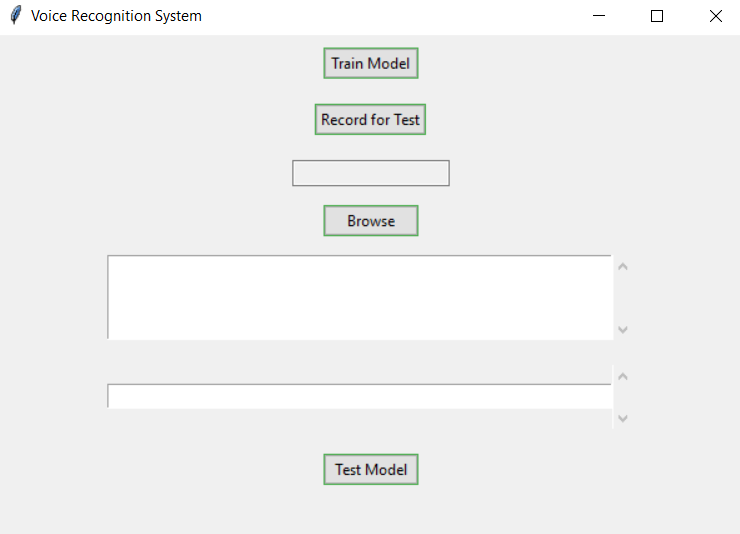 Voice Recognition System
Train Model
Record for Test
Browse
Test Model